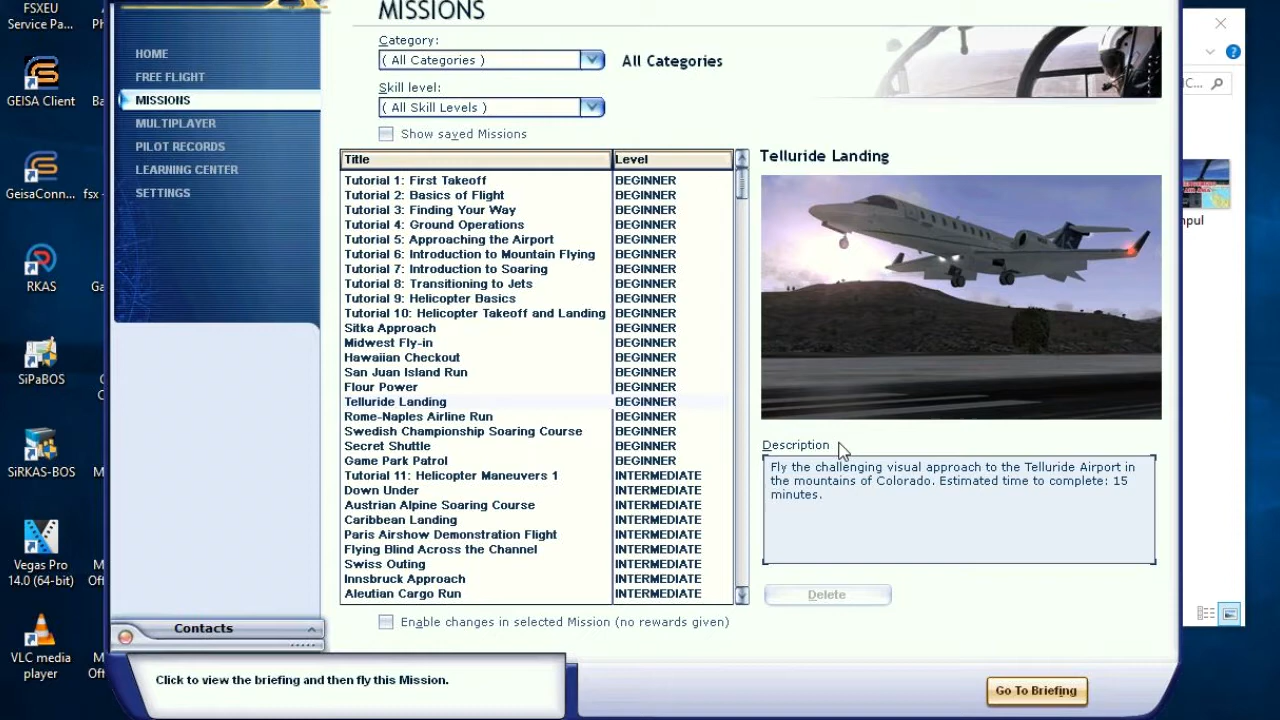 FSXEU
Service Pa...
GEISA Client
GeisaConn...
fsx -
RKAS
SiPaBOS
SiRKAS-BOS
Vegas Pro
14.0 (64-bit)
VLC media
player
HOME
FREE FLIGHT
MISSIONS
MULTIPLAYER
PILOT RECORDS
LEARNING CENTER
SETTINGS
Contacts
MISSIONS
Category:
( All Categories )
All Categories
Skill level:
( All Skill Levels )
Show saved Missions
Title Level
Tutorial 1: First Takeoff BEGINNER
Tutorial 2: Basics of Flight BEGINNER
Tutorial 3: Finding Your Way BEGINNER
Tutorial 4: Ground Operations BEGINNER
Tutorial 5: Approaching the Airport BEGINNER
Tutorial 6: Introduction to Mountain Flying BEGINNER
Tutorial 7: Introduction to Soaring BEGINNER
Tutorial 8: Transitioning to Jets BEGINNER
Tutorial 9: Helicopter Basics BEGINNER
Tutorial 10: Helicopter Takeoff and Landing BEGINNER
Sitka Approach BEGINNER
Midwest Fly-in BEGINNER
Hawaiian Checkout BEGINNER
San Juan Island Run BEGINNER
Flour Power BEGINNER
Telluride Landing BEGINNER
Rome-Naples Airline Run BEGINNER
Swedish Championship Soaring Course BEGINNER
Secret Shuttle BEGINNER
Game Park Patrol BEGINNER
Tutorial 11: Helicopter Maneuvers 1 INTERMEDIATE
Down Under INTERMEDIATE
Austrian Alpine Soaring Course INTERMEDIATE
Caribbean Landing INTERMEDIATE
Paris Airshow Demonstration Flight INTERMEDIATE
Flying Blind Across the Channel INTERMEDIATE
Swiss Outing INTERMEDIATE
Innsbruck Approach INTERMEDIATE
Aleutian Cargo Run INTERMEDIATE
Enable changes in selected Mission (no rewards given)
Telluride Landing
Description
Fly the challenging visual approach to the Telluride Airport in
the mountains of Colorado. Estimated time to complete: 15
minutes.
Delete
Click to view the briefing and then fly this Mission.
Go To Briefing